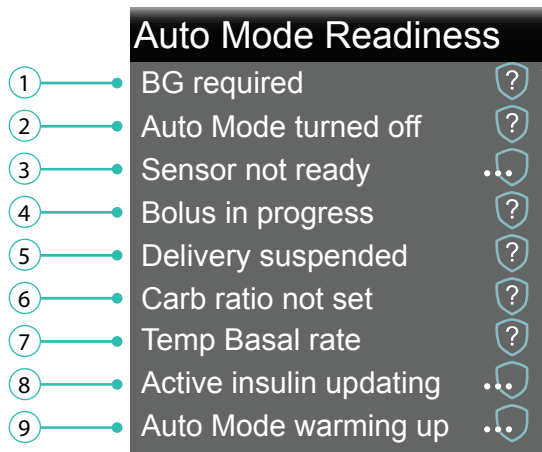 Auto Mode Readiness
1 BG required ?
2 Auto Mode turned off ?
3 Sensor not ready ...
4 Bolus in progress ?
5 Delivery suspended ?
6 Carb ratio not set ?
7 Temp Basal rate ?
8 Active insulin updating ...
9 Auto Mode warming up ...